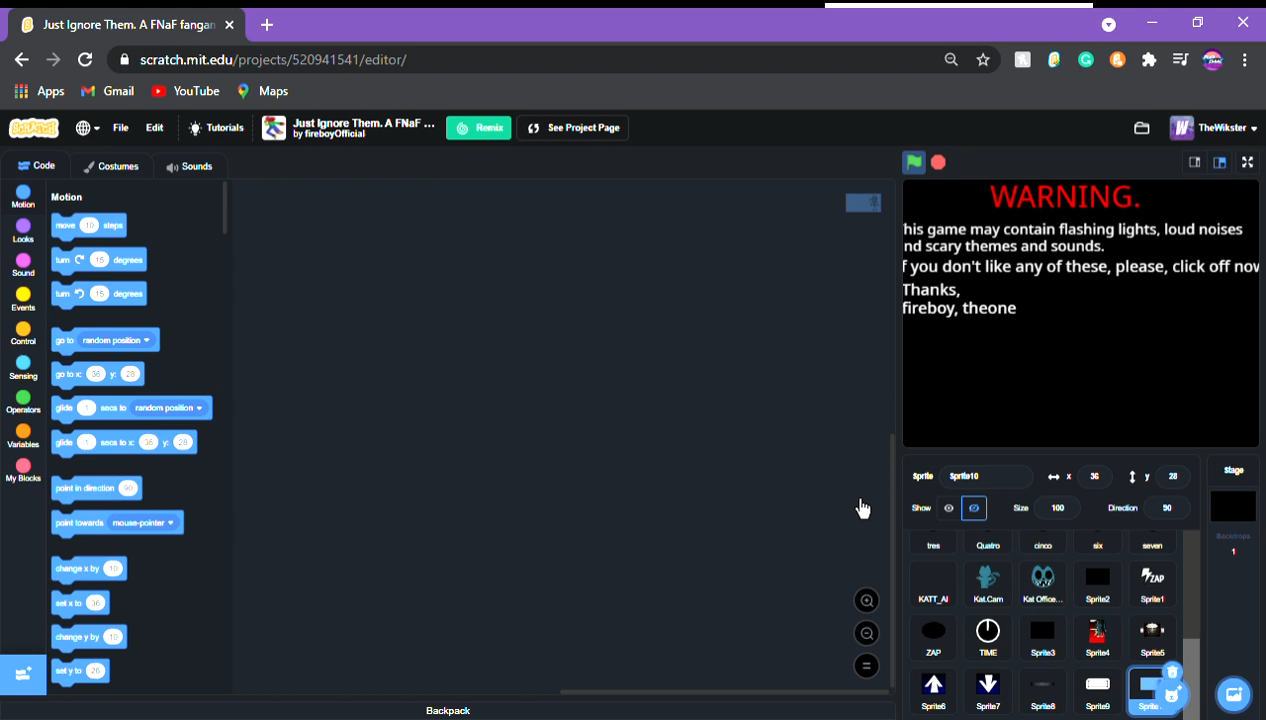 Just Ignore Them. A FNaF fangan
scratch.mit.edu/projects/520941541/editor/
Apps Gmail YouTube Maps
SCRATCH File Edit Tutorials Just Ignore Them. A FNaF ... Remix See Project Page TheWikster
by fireboyOfficial
Code Costumes Sounds
Motion
Looks
Sound
Events
Control
Sensing
Operators
Variables
My Blocks
Motion
move 10 steps
turn 15 degrees
turn 15 degrees
go to random position
go to x: 36 y: 28
glide 1 secs to random position
glide 1 secs to x: 36 y: 28
point in direction 90
point towards mouse-pointer
change x by 10
set x to 36
change y by 10
set y to 28
Backpack
WARNING.
his game may contain flashing lights, loud noises
nd scary themes and sounds.
f you don't like any of these, please, click off now
Thanks,
fireboy, theone
Sprite Sprite10 x 36 y 28
Show Size 100 Direction 90
tres Quatro cinco six seven
KATT_AI Kat.Cam Kat Office... Sprite2 Sprite1
ZAP
ZAP TIME Sprite3 Sprite4 Sprite5
Sprite6 Sprite7 Sprite8 Sprite9 Sprite
Stage
Backdrops
1